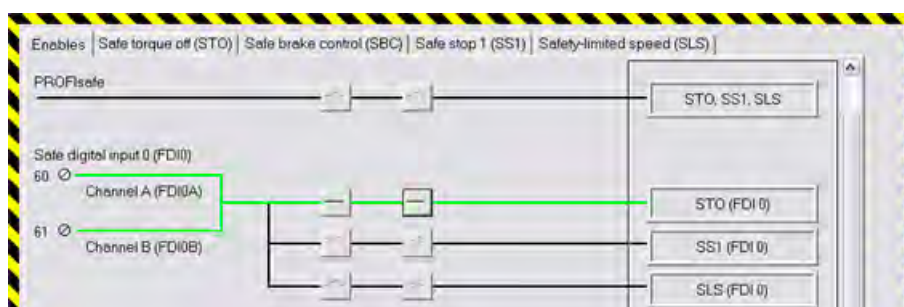 Enables | Safe torque off (STO) | Safe brake control (SBC) | Safe stop 1 (SS1) | Safety-limited speed (SLS)
PROFIsafe
STO, SS1, SLS
Safe digital input 0 (FDI0)
60
Channel A (FDI0A)
STO (FDI 0)
61
Channel B (FDI0B)
SS1 (FDI 0)
SLS (FDI 0)